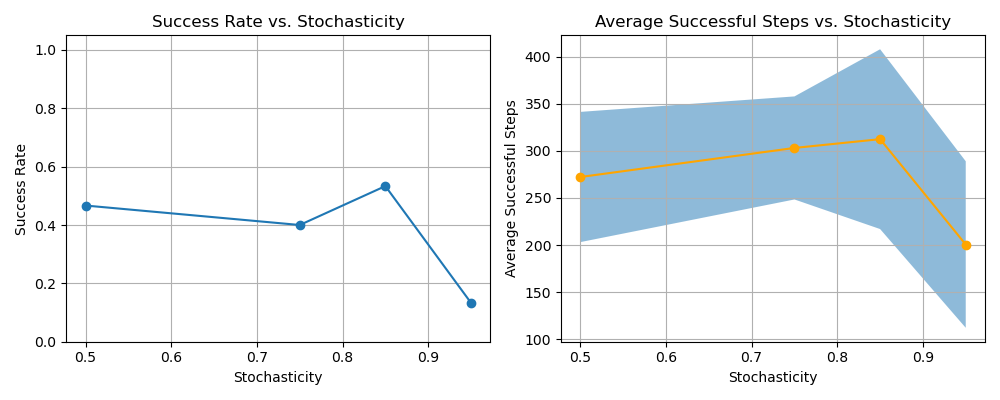 Success Rate vs. Stochasticity
1.0
0.8
0.6
0.4
0.2
0.0
Success Rate
0.5 0.6 0.7 0.8 0.9
Stochasticity
Average Successful Steps vs. Stochasticity
400
350
300
250
200
150
100
Average Successful Steps
0.5 0.6 0.7 0.8 0.9
Stochasticity